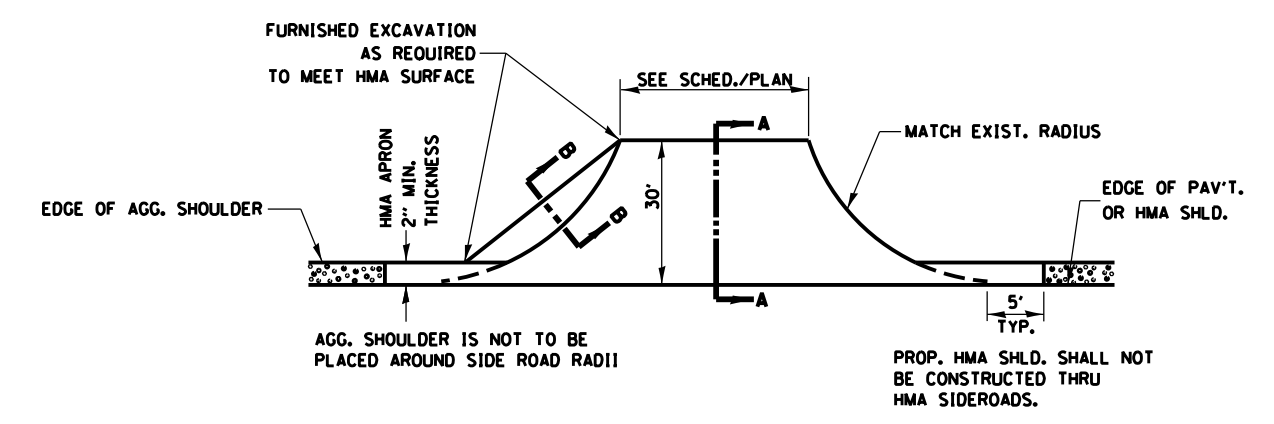 FURNISHED EXCAVATION
AS REQUIRED
TO MEET HMA SURFACE
SEE SCHED./PLAN
A
MATCH EXIST. RADIUS
HMA APRON
2" MIN.
THICKNESS
B
B
30'
EDGE OF PAV'T.
OR HMA SHLD.
EDGE OF AGG. SHOULDER
A
5'
TYP.
AGG. SHOULDER IS NOT TO BE
PLACED AROUND SIDE ROAD RADII
PROP. HMA SHLD. SHALL NOT
BE CONSTRUCTED THRU
HMA SIDEROADS.